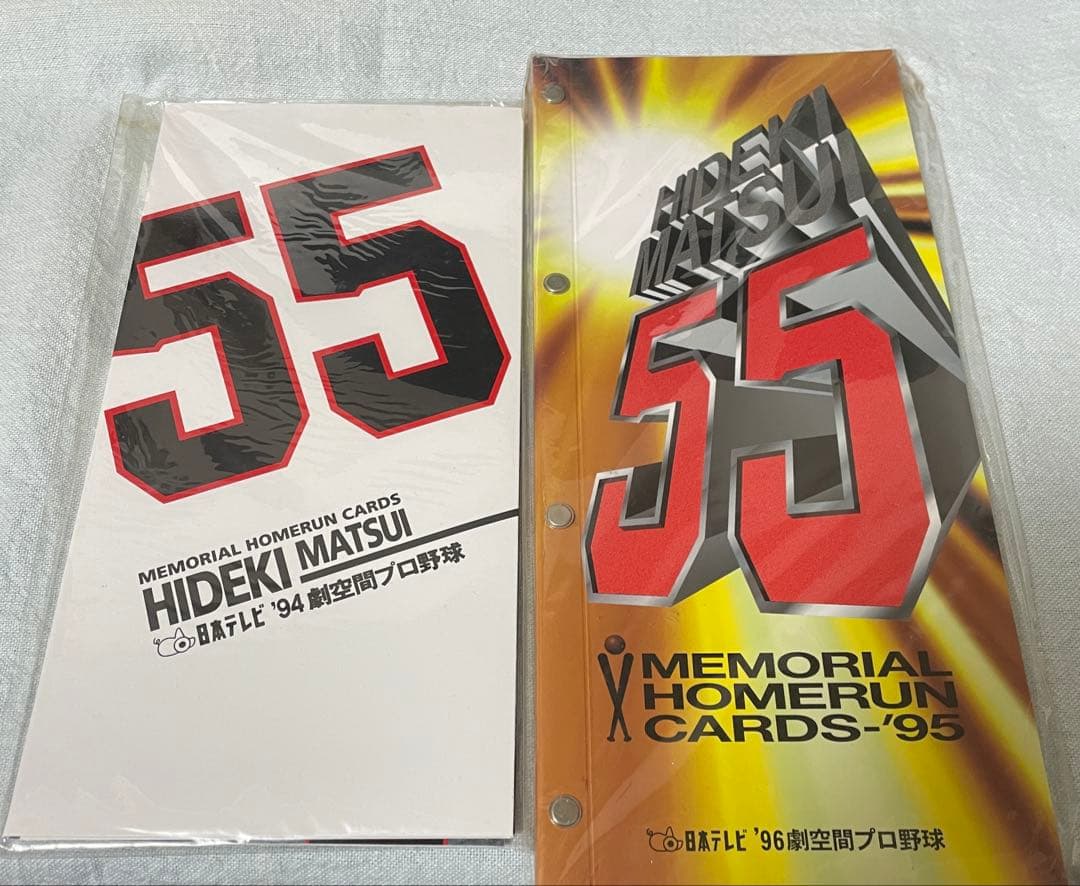 55
MEMORIAL HOMERUN CARDS
HIDEKI MATSUI
日本テレビ '94 劇空間プロ野球
HIDEKI
MATSUI
55
MEMORIAL
HOMERUN
CARDS-'95
日本テレビ '96劇空間プロ野球